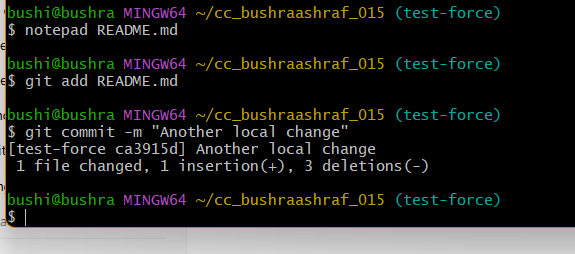 bushi@bushra MINGW64 ~/cc_bushraashraf_015 (test-force)
$ notepad README.md
bushi@bushra MINGW64 ~/cc_bushraashraf_015 (test-force)
$ git add README.md
bushi@bushra MINGW64 ~/cc_bushraashraf_015 (test-force)
$ git commit -m "Another local change"
[test-force ca3915d] Another local change
 1 file changed, 1 insertion(+), 3 deletions(-)
bushi@bushra MINGW64 ~/cc_bushraashraf_015 (test-force)
$